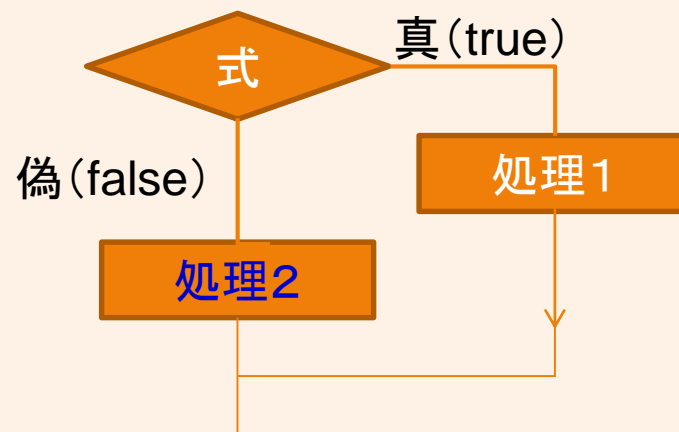 式
真（true）
処理１
偽（false）
処理２